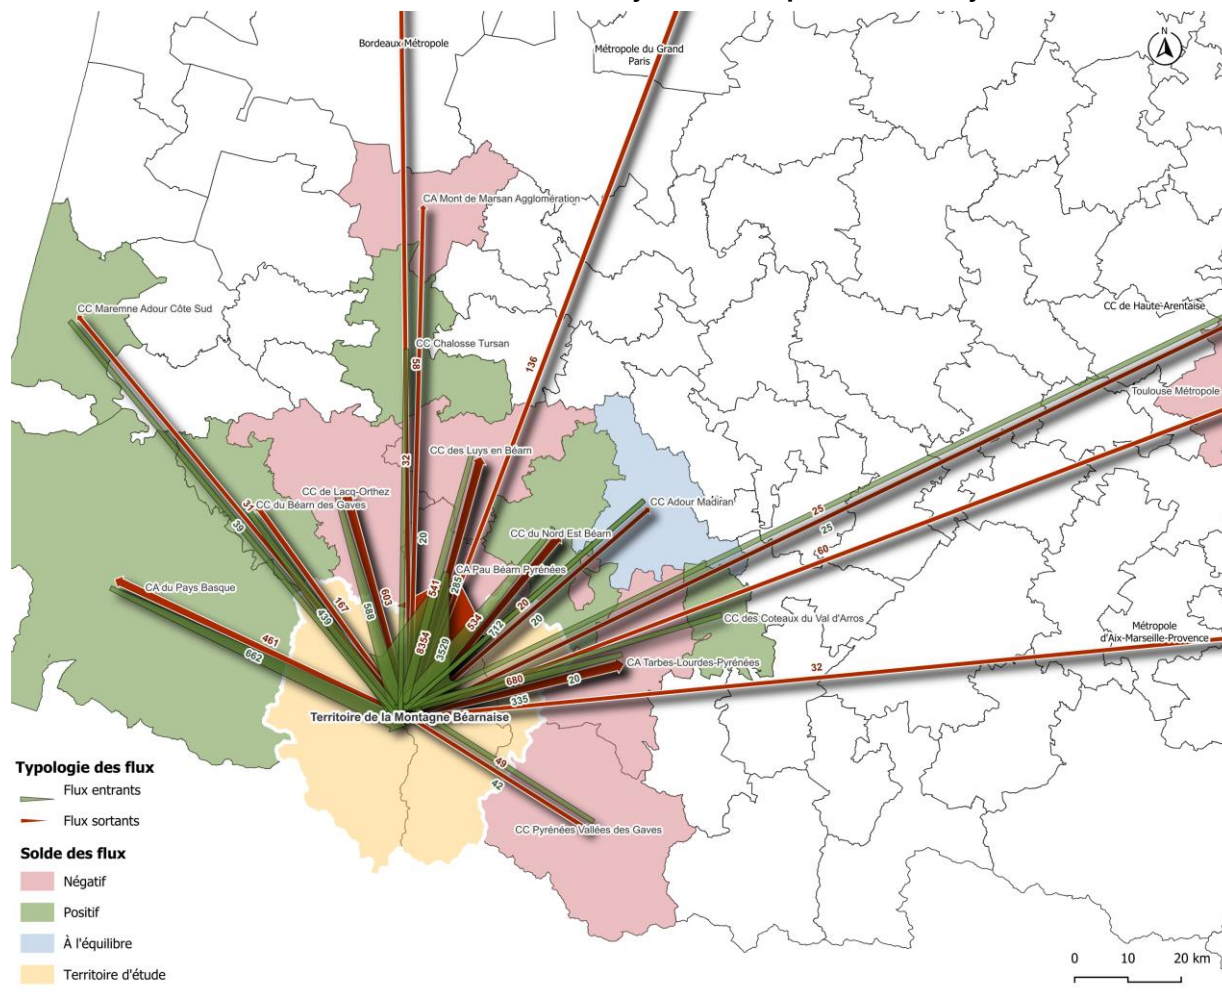 Bordeaux Métropole
Métropole du Grand
Paris
N
CA Mont de Marsan Agglomération
CC Maremne Adour Côte Sud
CC de Haute-Arentaise
CC Chalosse Tursan
58
136
Toulouse Métropole
32
CC des Luys en Béarn
CC de Lacq-Orthez
31
CC du Béarn des Gaves
39
CC Adour Madiran
25
25
20
CC du Nord Est Béarn
60
CA Pau Béarn Pyrénées
CA du Pays Basque
541
285
603
588
167
439
20
20
534
712
8354
3529
CC des Coteaux du Val d'Arros
Métropole
d'Aix-Marseille-Provence
461
662
CA Tarbes-Lourdes-Pyrénées
32
680
20
335
Territoire de la Montagne Béarnaise
49
42
CC Pyrénées Vallées des Gaves
Typologie des flux
Flux entrants
Flux sortants
Solde des flux
Négatif
Positif
À l'équilibre
Territoire d'étude
0 10 20 km